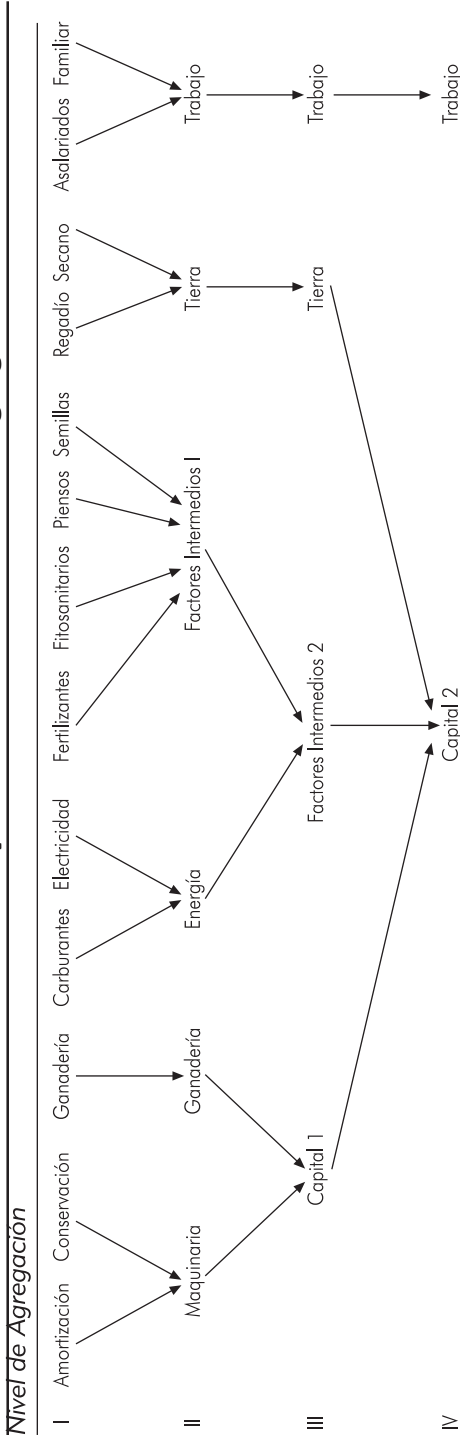 Nivel de Agregación
I Amortización Conservación Ganadería Carburantes Electricidad Fertilizantes Fitosanitarios Piensos Semillas Regadío Secano Asalariados Familiar
II Maquinaria Ganadería Energía Factores Intermedios I Tierra Trabajo
III Capital 1 Factores Intermedios 2 Tierra Trabajo
IV Capital 2 Trabajo